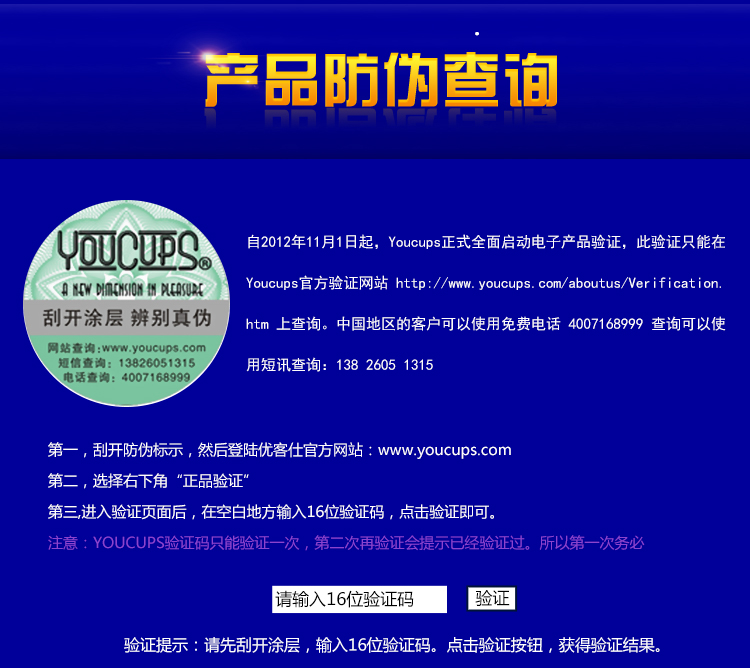 产品防伪查询
YOUCUPS®
A NEW DIMENSION IN PLEASURE
刮开涂层 辨别真伪
网站查询:www.youcups.com
短信查询: 13826051315
电话查询: 4007168999
自2012年11月1日起，Youcups正式全面启动电子产品验证，此验证只能在
Youcups官方验证网站 http://www.youcups.com/aboutus/Verification.
htm 上查询。中国地区的客户可以使用免费电话 4007168999 查询可以使
用短讯查询：138 2605 1315
第一，刮开防伪标示，然后登陆优客仕官方网站：www.youcups.com
第二，选择右下角“正品验证”
第三,进入验证页面后，在空白地方输入16位验证码，点击验证即可。
注意：YOUCUPS验证码只能验证一次，第二次再验证会提示已经验证过。所以第一次务必
请输入16位验证码 验证
验证提示：请先刮开涂层，输入16位验证码。点击验证按钮，获得验证结果。